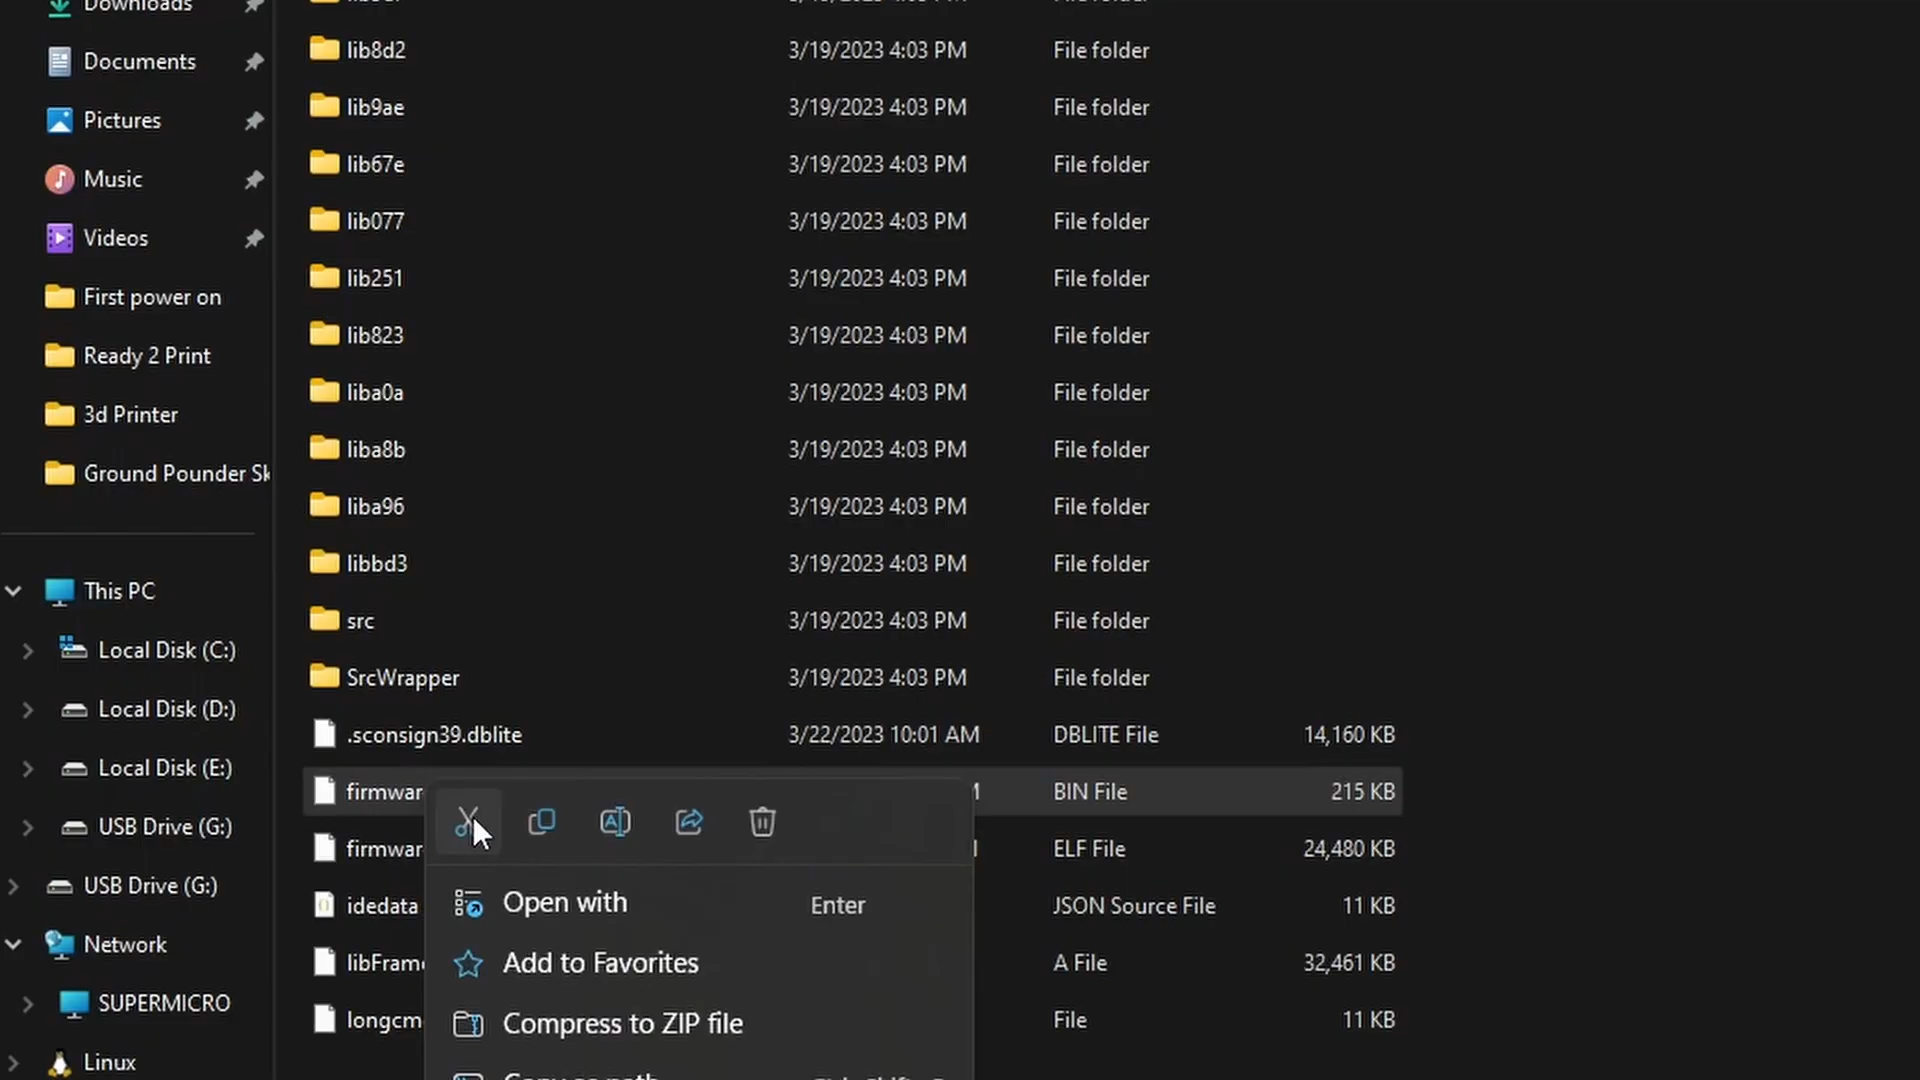 Downloads
Documents
Pictures
Music
Videos
First power on
Ready 2 Print
3d Printer
Ground Pounder Sk
This PC
Local Disk (C:)
Local Disk (D:)
Local Disk (E:)
USB Drive (G:)
USB Drive (G:)
Network
SUPERMICRO
Linux
lib8d2 3/19/2023 4:03 PM File folder
lib9ae 3/19/2023 4:03 PM File folder
lib67e 3/19/2023 4:03 PM File folder
lib077 3/19/2023 4:03 PM File folder
lib251 3/19/2023 4:03 PM File folder
lib823 3/19/2023 4:03 PM File folder
liba0a 3/19/2023 4:03 PM File folder
liba8b 3/19/2023 4:03 PM File folder
liba96 3/19/2023 4:03 PM File folder
libbd3 3/19/2023 4:03 PM File folder
src 3/19/2023 4:03 PM File folder
SrcWrapper 3/19/2023 4:03 PM File folder
.sconsign39.dblite 3/22/2023 10:01 AM DBLITE File 14,160 KB
firmwar BIN File 215 KB
firmwar ELF File 24,480 KB
idedata JSON Source File 11 KB
libFram A File 32,461 KB
longcm File 11 KB
Open with Enter
Add to Favorites
Compress to ZIP file
Copy as path